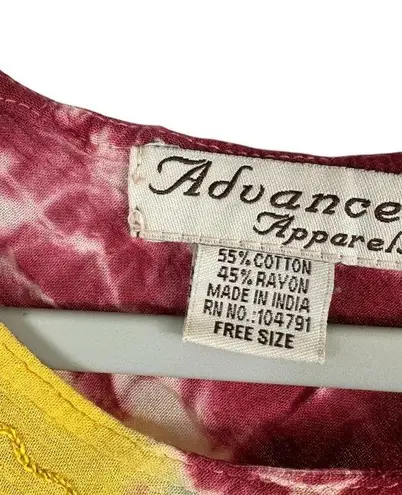 Advance
Apparels
55% COTTON
45% RAYON
MADE IN INDIA
RN NO.:104791
FREE SIZE